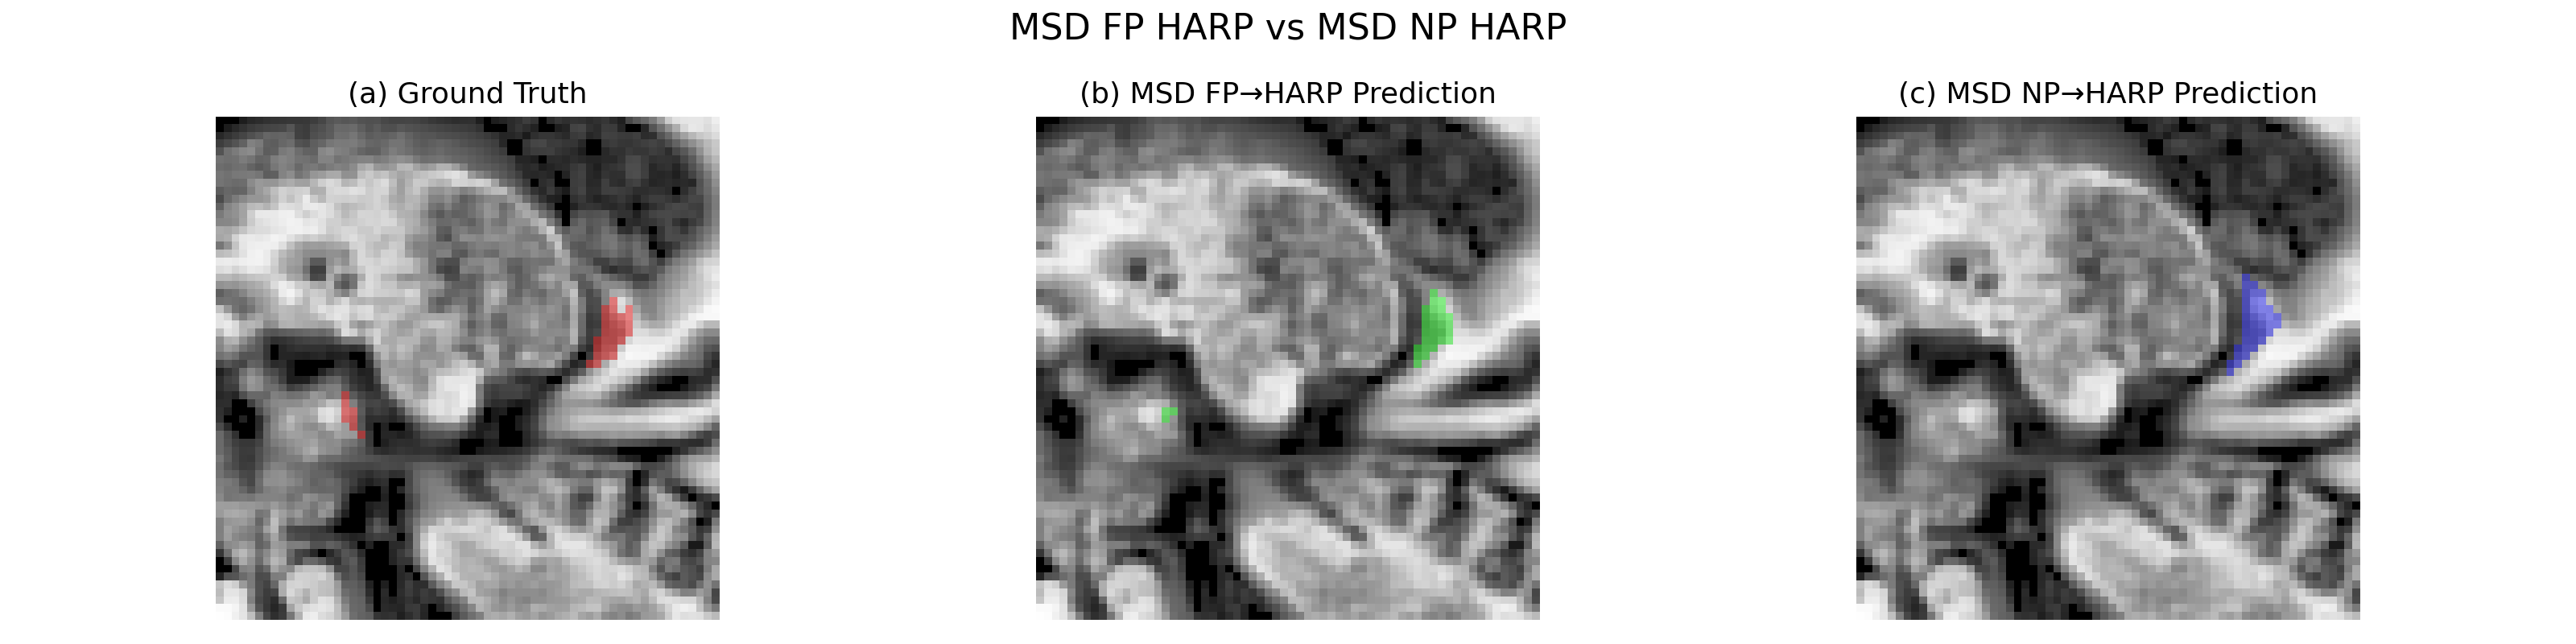 MSD FP HARP vs MSD NP HARP
(a) Ground Truth
(b) MSD FP→HARP Prediction
(c) MSD NP→HARP Prediction